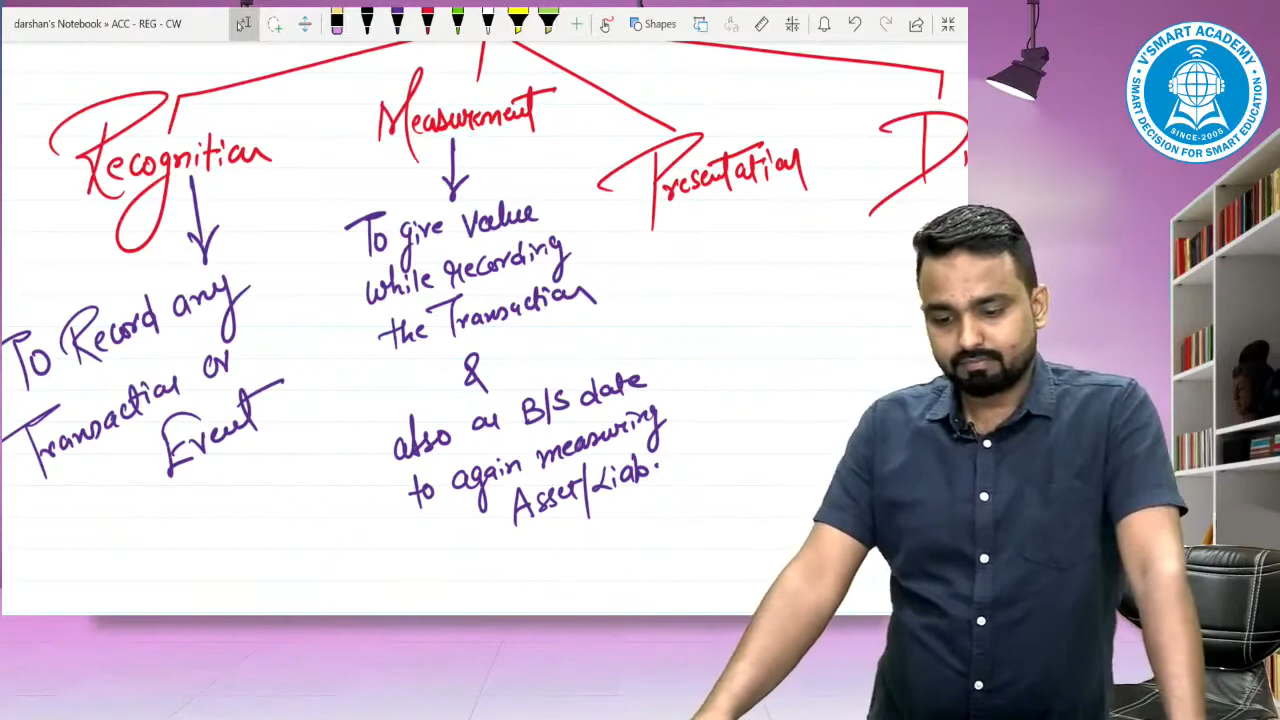 darshan's Notebook » ACC - REG - CW
Shapes
V'SMART ACADEMY
SINCE-2005
SMART DECISION FOR SMART EDUCATION
Recognition
Measurement
Presentation
To Record any
Transaction or
Event
To give value
while recording
the Transaction
&
also on B/S date
to again measuring
Asset/Liab.